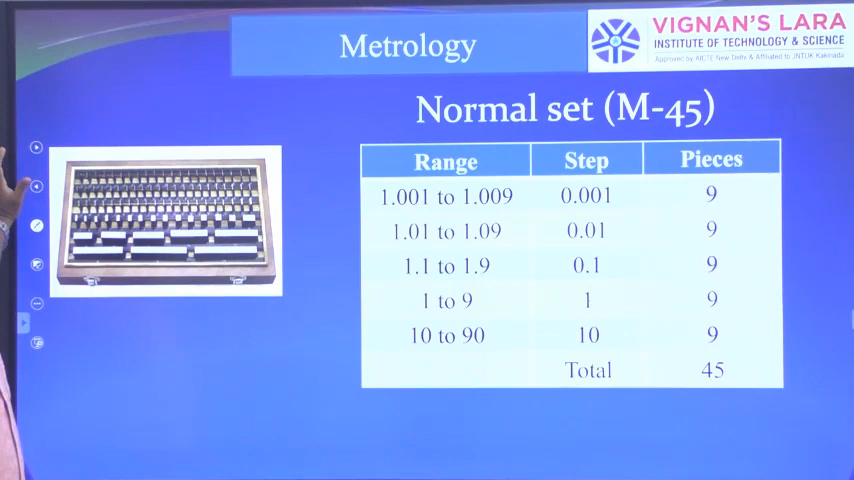 Metrology
VIGNAN'S LARA
INSTITUTE OF TECHNOLOGY & SCIENCE
Approved by AICTE New Delhi & Affiliated to JNTUK Kakinada
Normal set (M-45)
Range Step Pieces
1.001 to 1.009 0.001 9
1.01 to 1.09 0.01 9
1.1 to 1.9 0.1 9
1 to 9 1 9
10 to 90 10 9
Total 45